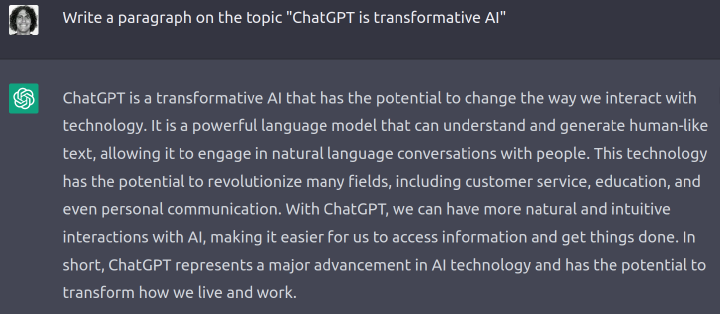 Write a paragraph on the topic "ChatGPT is transformative AI"
ChatGPT is a transformative AI that has the potential to change the way we interact with
technology. It is a powerful language model that can understand and generate human-like
text, allowing it to engage in natural language conversations with people. This technology
has the potential to revolutionize many fields, including customer service, education, and
even personal communication. With ChatGPT, we can have more natural and intuitive
interactions with AI, making it easier for us to access information and get things done. In
short, ChatGPT represents a major advancement in AI technology and has the potential to
transform how we live and work.